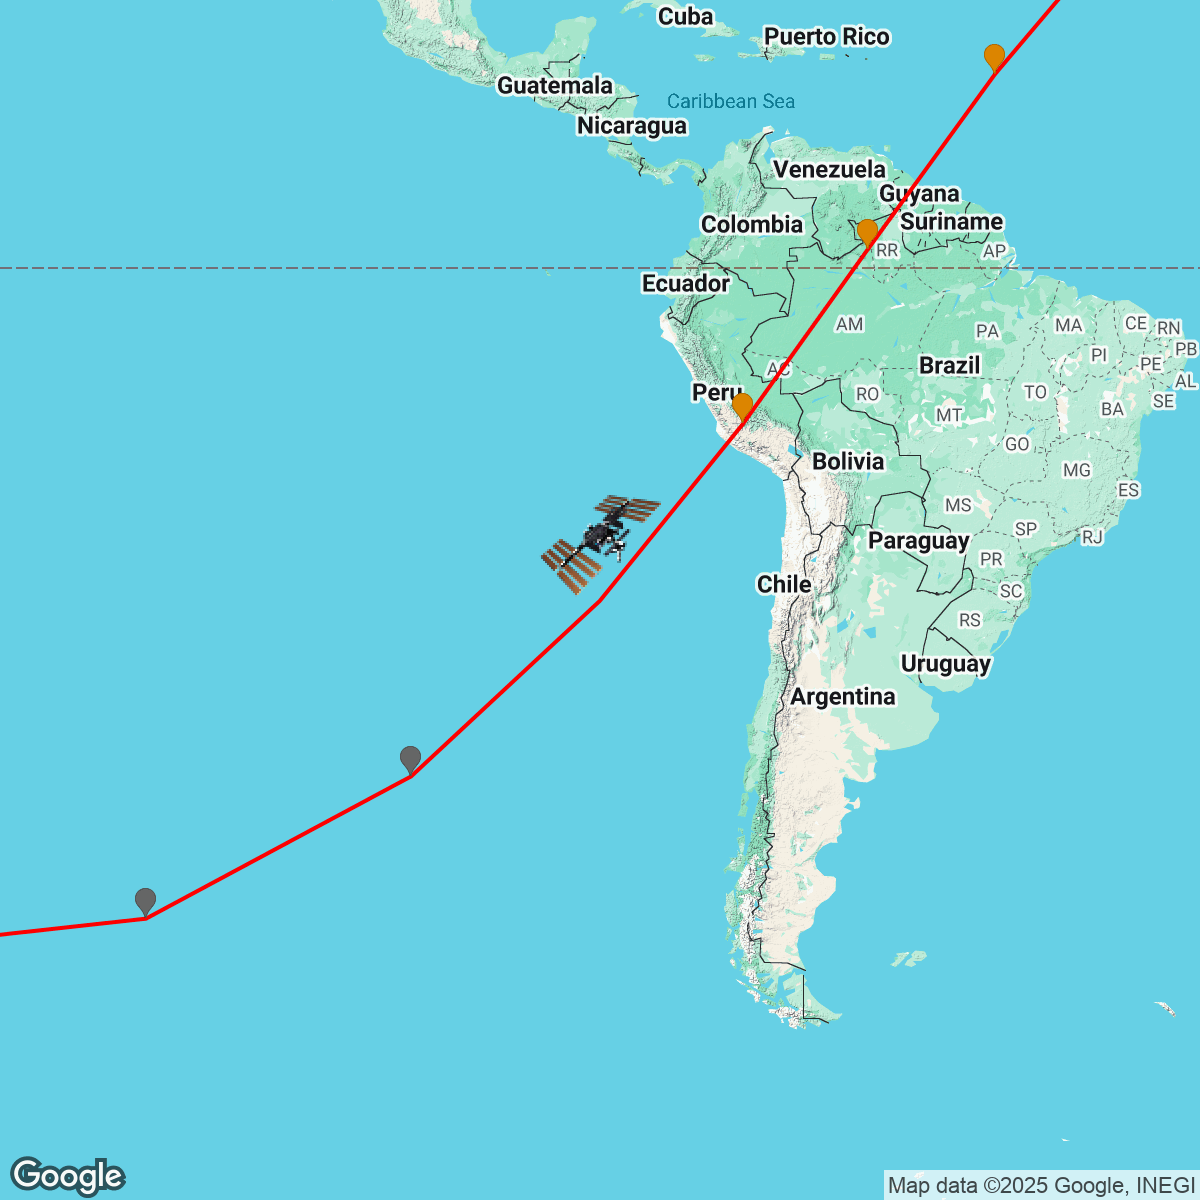 Cuba
Puerto Rico
Guatemala
Caribbean Sea
Nicaragua
Venezuela
Guyana
Colombia
Suriname
RR
AP
Ecuador
AM
PA
MA
CE
RN
PB
PI
PE
AC
Brazil
AL
Peru
RO
TO
SE
MT
BA
GO
Bolivia
MG
ES
MS
SP
RJ
Paraguay
PR
Chile
SC
RS
Uruguay
Argentina
Google
Map data ©2025 Google, INEGI